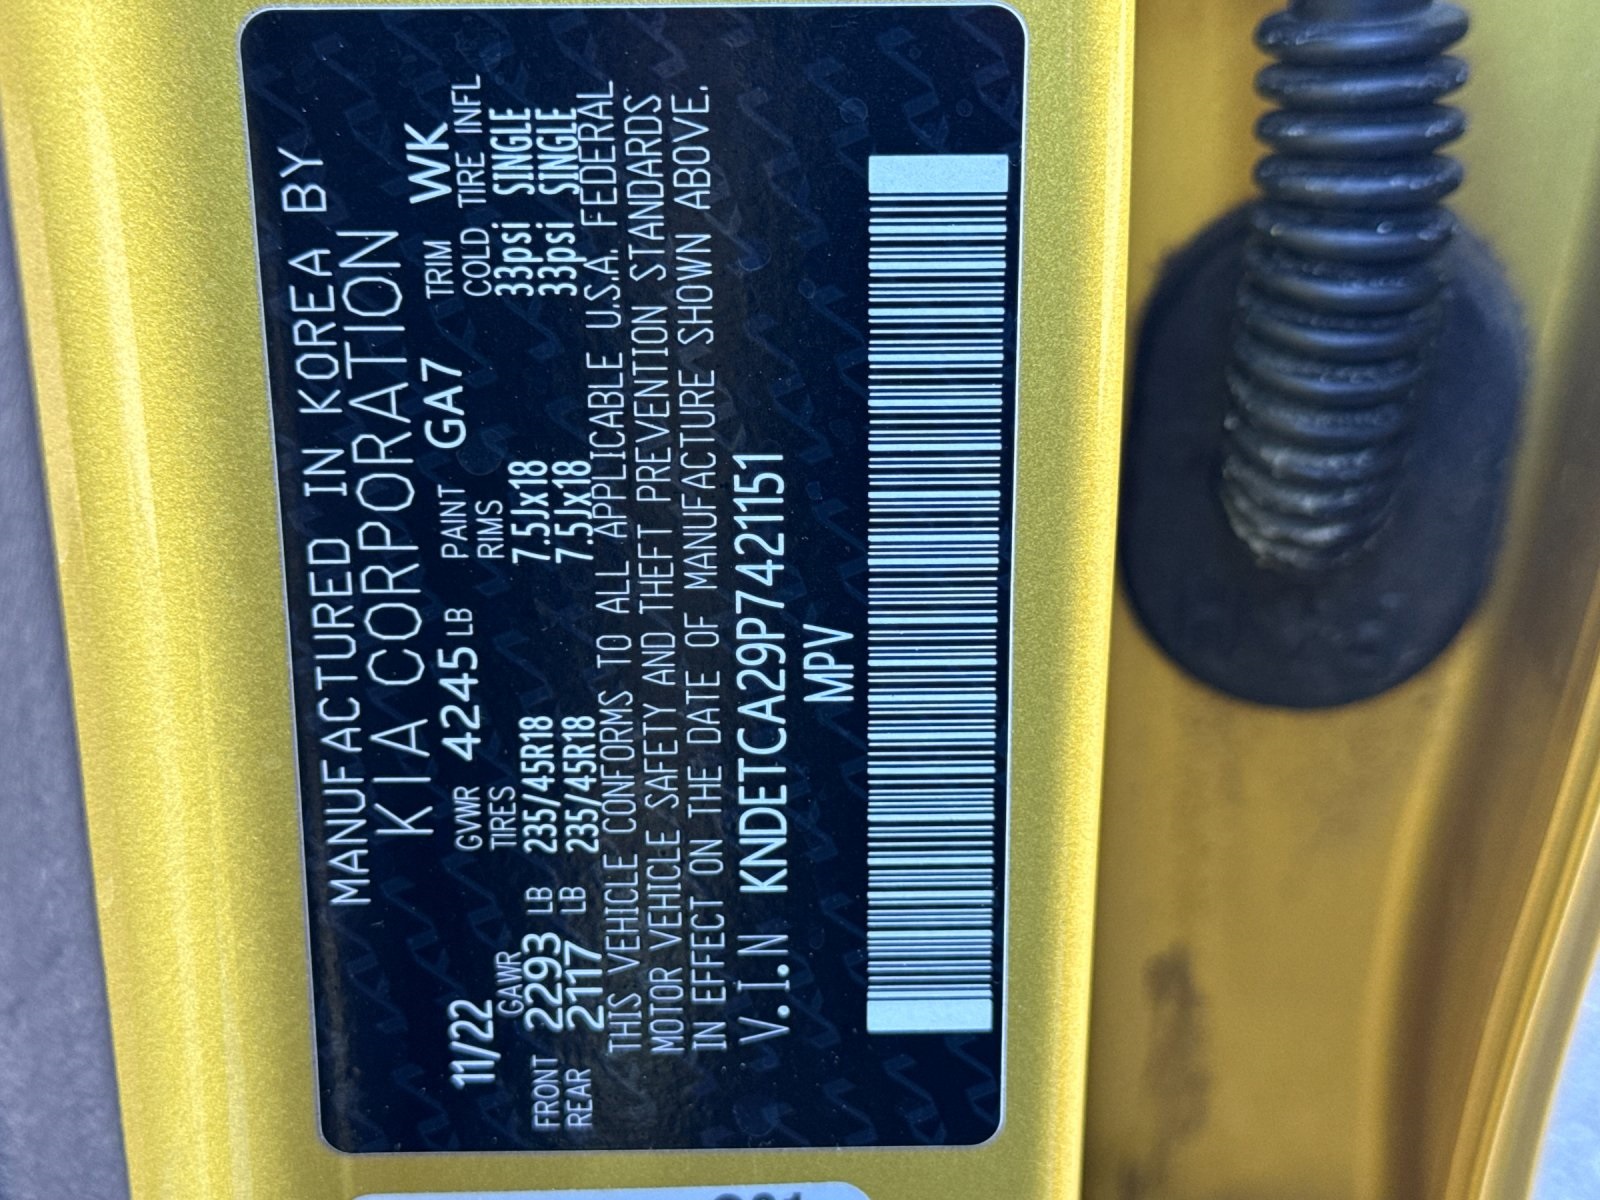 MANUFACTURED IN KOREA BY
KIA CORPORATION
11/22 GVWR 4245 LB PAINT GA7 TRIM WK
GAWR TIRES RIMS COLD TIRE INFL
FRONT 2293 LB 235/45R18 7.5Jx18 33psi SINGLE
REAR 2117 LB 235/45R18 7.5Jx18 33psi SINGLE
THIS VEHICLE CONFORMS TO ALL APPLICABLE U.S.A. FEDERAL
MOTOR VEHICLE SAFETY AND THEFT PREVENTION STANDARDS
IN EFFECT ON THE DATE OF MANUFACTURE SHOWN ABOVE.
V.I.N KNDETCA29P7421151
MPV